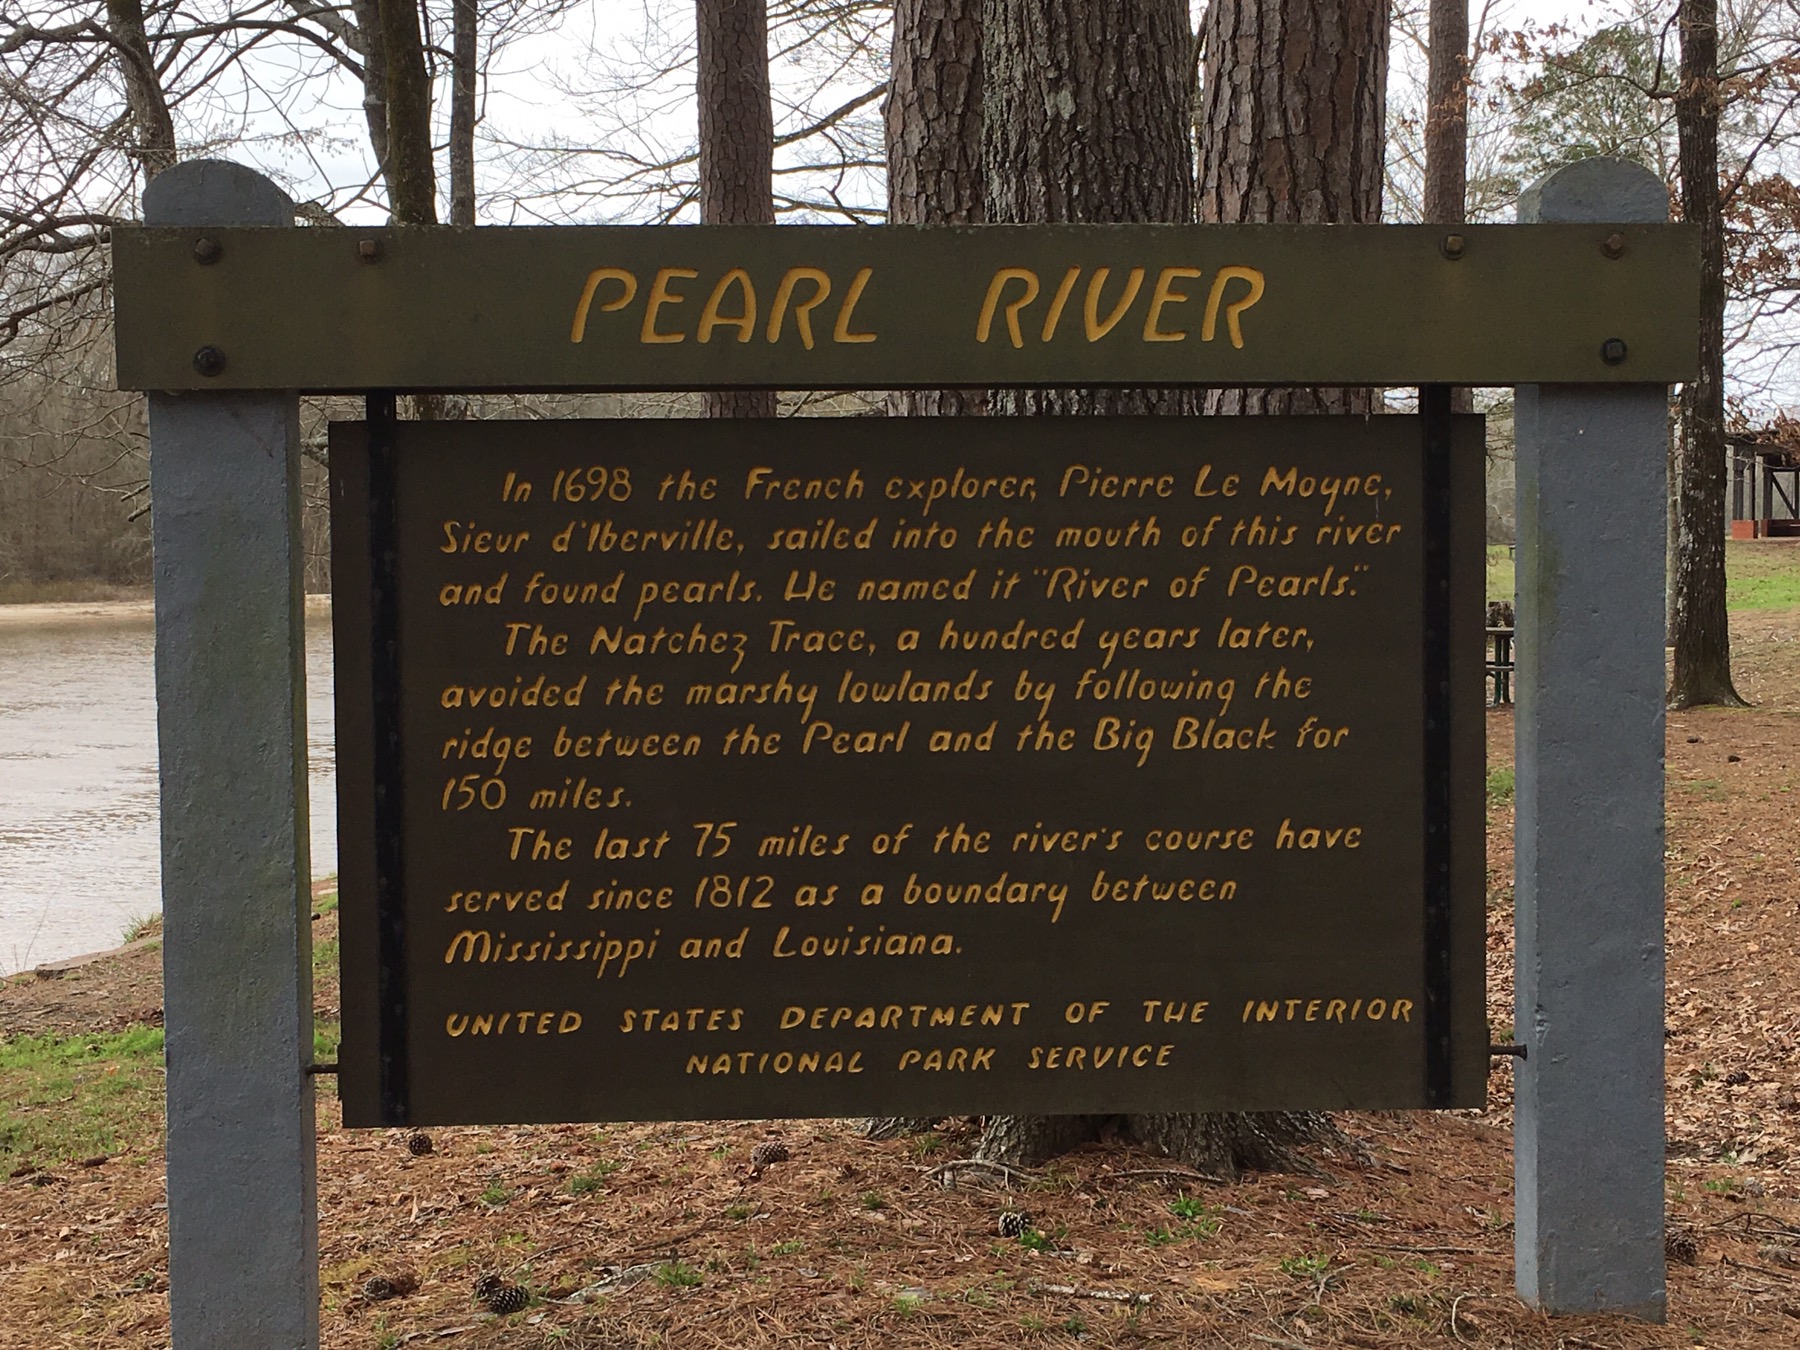 PEARL RIVER
In 1698 the French explorer, Pierre Le Moyne,
Sieur d'Iberville, sailed into the mouth of this river
and found pearls. He named it "River of Pearls."
The Natchez Trace, a hundred years later,
avoided the marshy lowlands by following the
ridge between the Pearl and the Big Black for
150 miles.
The last 75 miles of the river's course have
served since 1812 as a boundary between
Mississippi and Louisiana.
UNITED STATES DEPARTMENT OF THE INTERIOR
NATIONAL PARK SERVICE